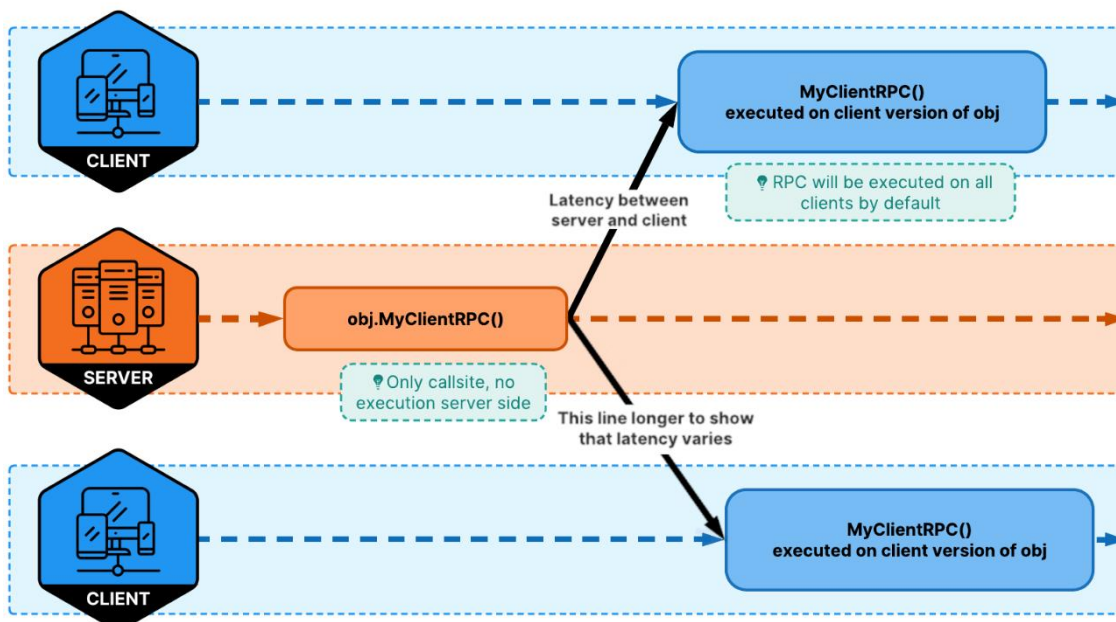 CLIENT
MyClientRPC()
executed on client version of obj
RPC will be executed on all
clients by default
Latency between
server and client
SERVER
obj.MyClientRPC()
Only callsite, no
execution server side
This line longer to show
that latency varies
CLIENT
MyClientRPC()
executed on client version of obj